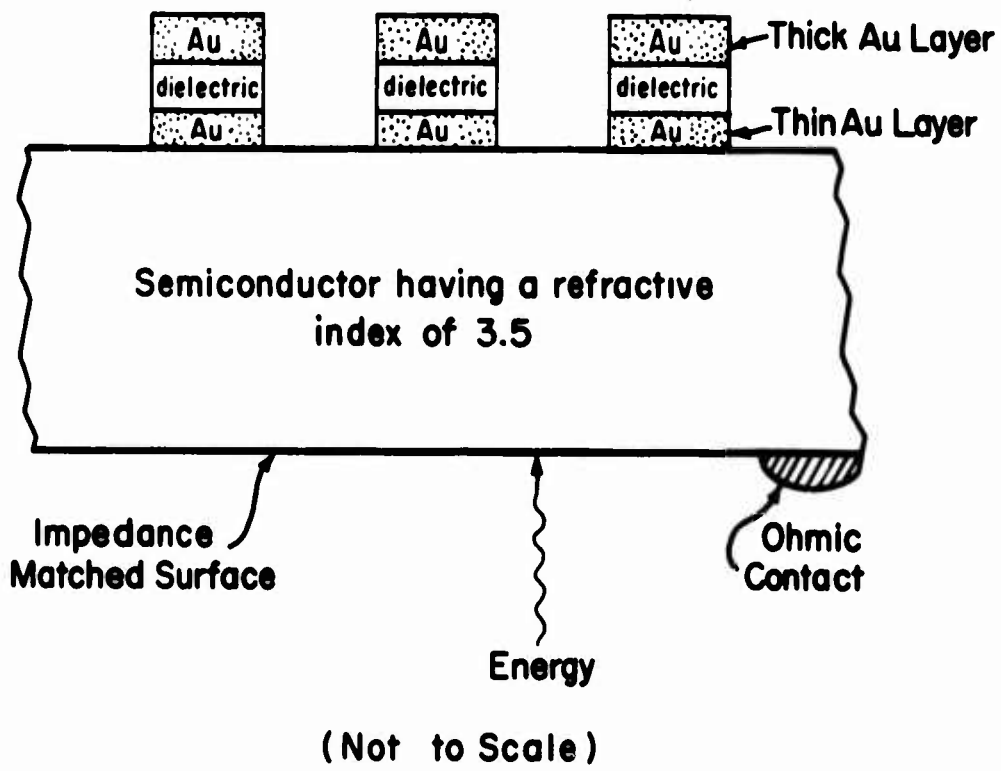 Au Au Au Thick Au Layer
dielectric dielectric dielectric
Au Au Au Thin Au Layer
Semiconductor having a refractive
index of 3.5
Impedance
Matched Surface
Ohmic
Contact
Energy
(Not to Scale)